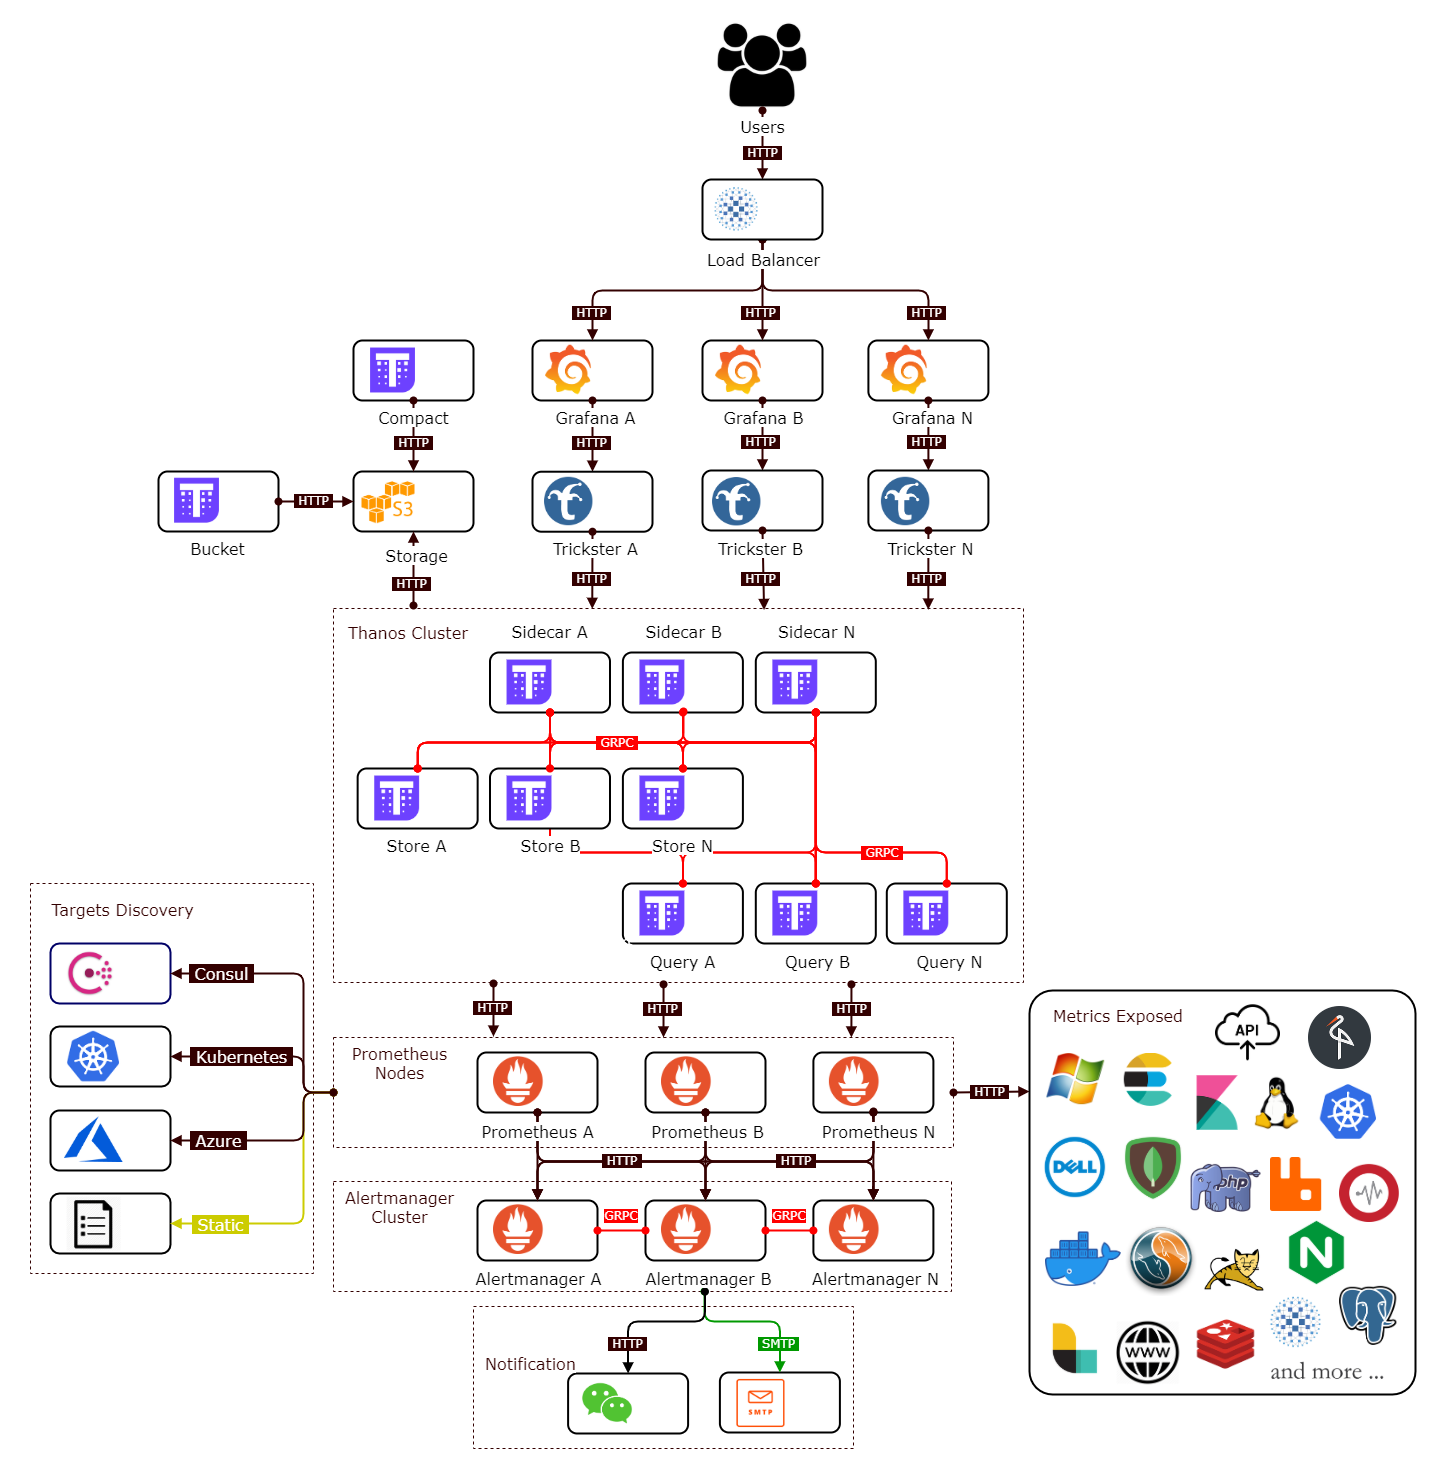 Users
HTTP
Load Balancer
HTTP HTTP HTTP
Compact Grafana A Grafana B Grafana N
HTTP HTTP HTTP HTTP
HTTP
S3
Bucket Storage Trickster A Trickster B Trickster N
HTTP HTTP HTTP HTTP
Thanos Cluster Sidecar A Sidecar B Sidecar N
GRPC
Store A Store B Store N
GRPC
Query A Query B Query N
Targets Discovery
Consul
Kubernetes
Azure
Static
HTTP HTTP HTTP
Prometheus
Nodes
Prometheus A Prometheus B Prometheus N
HTTP
HTTP HTTP
Alertmanager
Cluster
GRPC GRPC
Alertmanager A Alertmanager B Alertmanager N
HTTP SMTP
Notification
SMTP
Metrics Exposed
API
DELL
php
N
WWW
and more ...